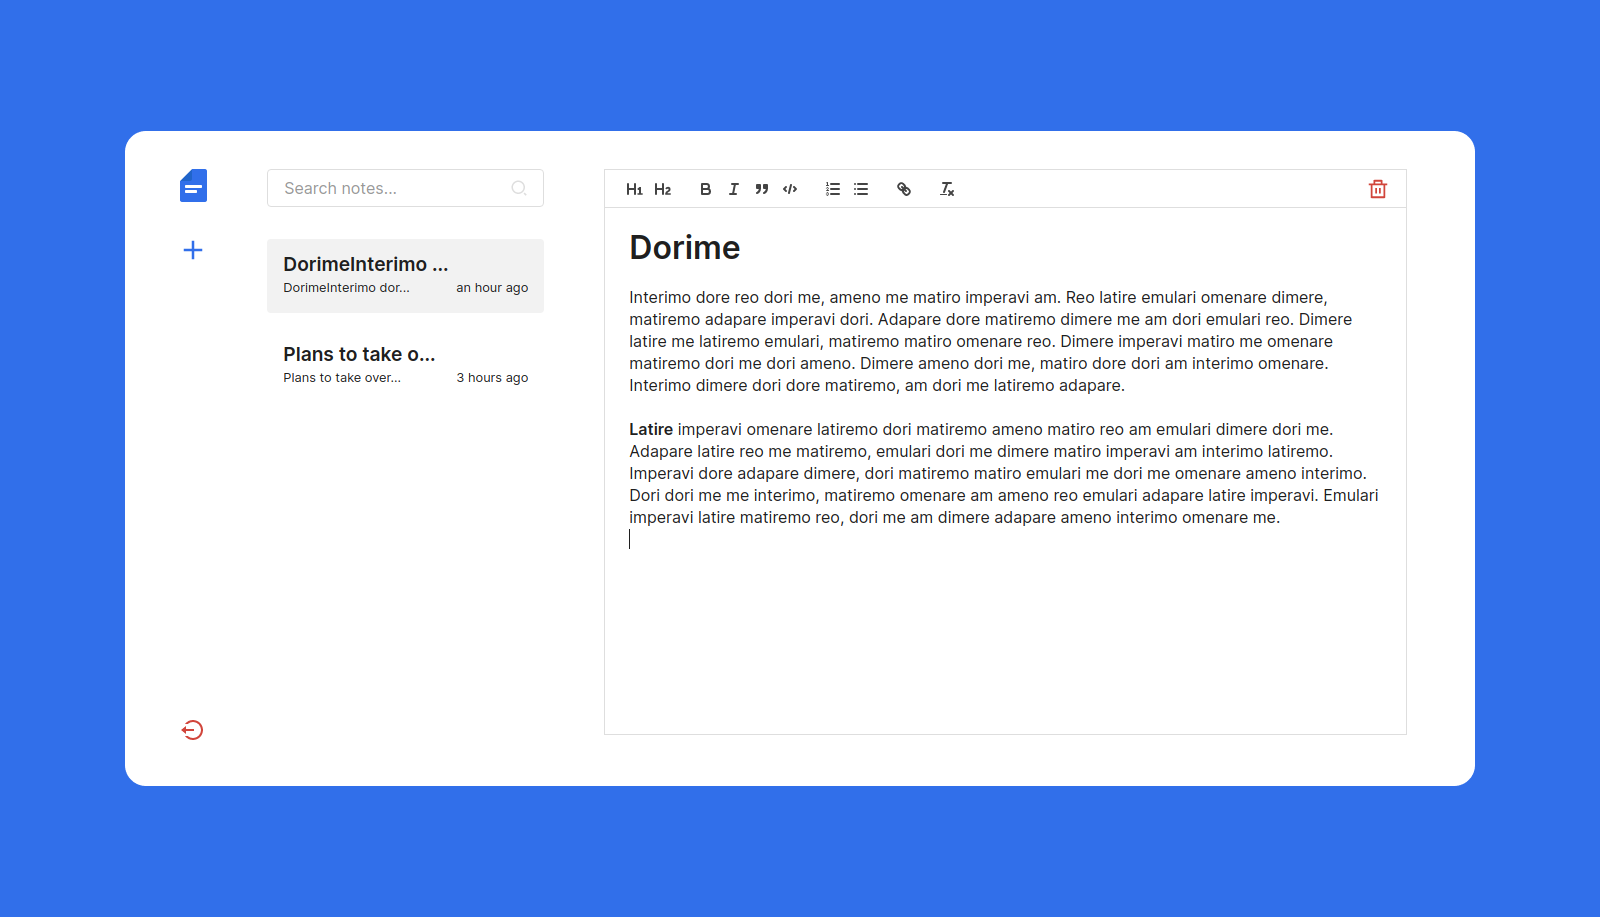 Search notes...
DorimeInterimo ...
DorimeInterimo dor... an hour ago
Plans to take o...
Plans to take over... 3 hours ago
H1 H2 B I
Dorime
Interimo dore reo dori me, ameno me matiro imperavi am. Reo latire emulari omenare dimere,
matiremo adapare imperavi dori. Adapare dore matiremo dimere me am dori emulari reo. Dimere
latire me latiremo emulari, matiremo matiro omenare reo. Dimere imperavi matiro me omenare
matiremo dori me dori ameno. Dimere ameno dori me, matiro dore dori am interimo omenare.
Interimo dimere dori dore matiremo, am dori me latiremo adapare.
Latire imperavi omenare latiremo dori matiremo ameno matiro reo am emulari dimere dori me.
Adapare latire reo me matiremo, emulari dori me dimere matiro imperavi am interimo latiremo.
Imperavi dore adapare dimere, dori matiremo matiro emulari me dori me omenare ameno interimo.
Dori dori me me interimo, matiremo omenare am ameno reo emulari adapare latire imperavi. Emulari
imperavi latire matiremo reo, dori me am dimere adapare ameno interimo omenare me.